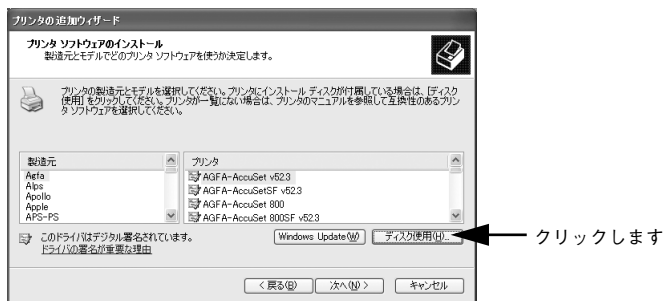 プリンタの追加ウィザード
プリンタ ソフトウェアのインストール
製造元とモデルでどのプリンタ ソフトウェアを使うか決定します。
プリンタの製造元とモデルを選択してください。プリンタにインストール ディスクが付属している場合は、[ディスク
使用] をクリックしてください。プリンタが一覧にない場合は、プリンタのマニュアルを参照して互換性のあるプリン
タ ソフトウェアを選択してください。
製造元
Agfa
Alps
Apollo
Apple
APS-PS
プリンタ
AGFA-AccuSet v52.3
AGFA-AccuSetSF v52.3
AGFA-AccuSet 800
AGFA-AccuSet 800SF v52.3
このドライバはデジタル署名されています。
ドライバの署名が重要な理由
Windows Update(W)
ディスク使用(H)...
クリックします
< 戻る(B)
次へ(N) >
キャンセル